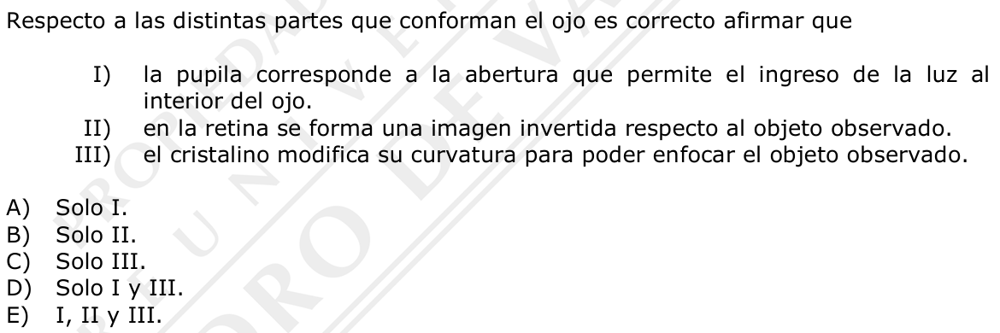 Respecto a las distintas partes que conforman el ojo es correcto afirmar que
I) la pupila corresponde a la abertura que permite el ingreso de la luz al
interior del ojo.
II) en la retina se forma una imagen invertida respecto al objeto observado.
III) el cristalino modifica su curvatura para poder enfocar el objeto observado.
A) Solo I.
B) Solo II.
C) Solo III.
D) Solo I y III.
E) I, II y III.